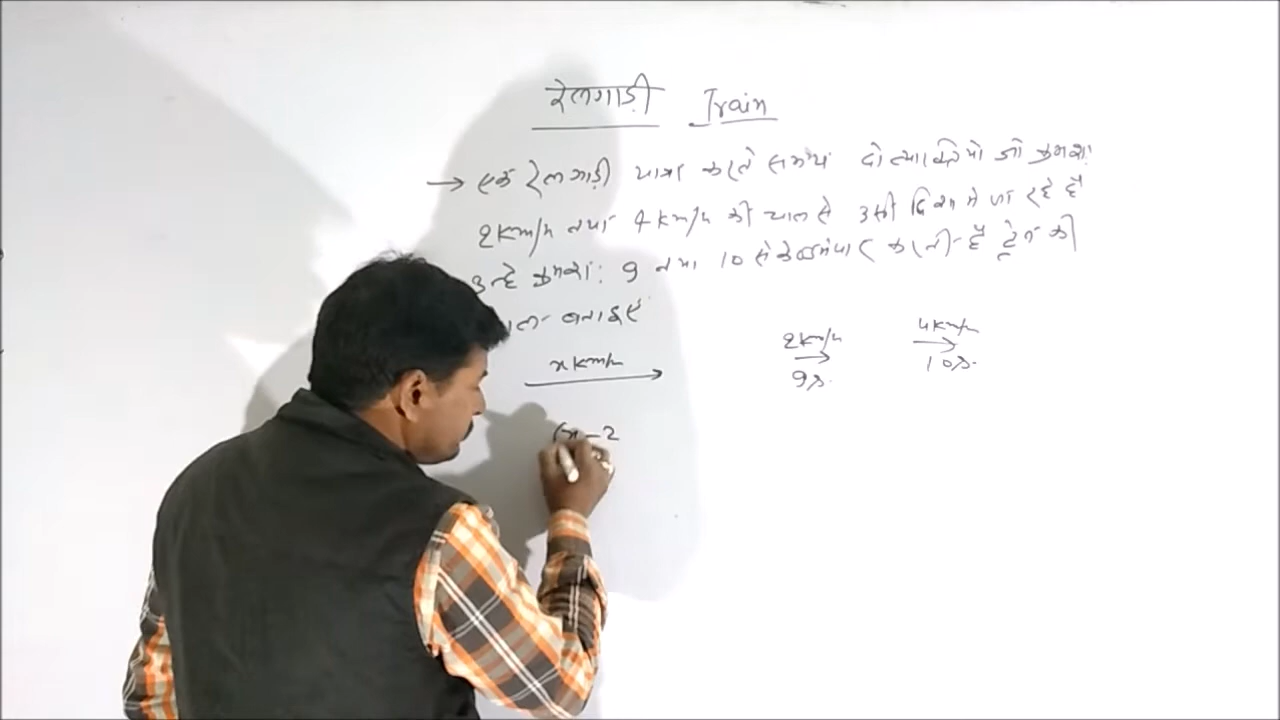 रेलगाड़ी Train
→ एक रेलगाड़ी यात्रा करते समय दो व्यक्तियो जो क्रमशः
2km/h तथा 4km/h की चाल से उसी दिशा मे जा रहे है
उन्हे क्रमशः 9 तथा 10 सेकेण्ड मे पार करती है ट्रेन की
चाल बताइए
x km/h 2km/h 4km/h
9s. 10s.
(x-2